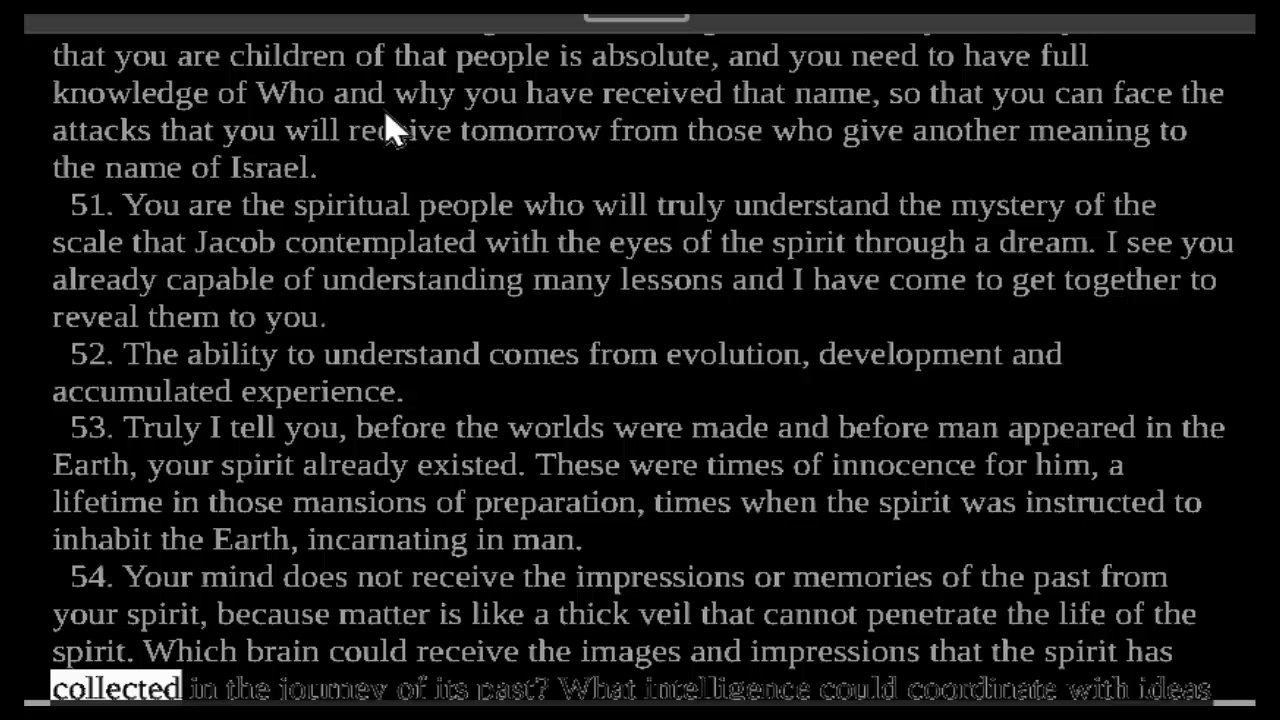 that you are children of that people is absolute, and you need to have full
knowledge of Who and why you have received that name, so that you can face the
attacks that you will receive tomorrow from those who give another meaning to
the name of Israel.
51. You are the spiritual people who will truly understand the mystery of the
scale that Jacob contemplated with the eyes of the spirit through a dream. I see you
already capable of understanding many lessons and I have come to get together to
reveal them to you.
52. The ability to understand comes from evolution, development and
accumulated experience.
53. Truly I tell you, before the worlds were made and before man appeared in the
Earth, your spirit already existed. These were times of innocence for him, a
lifetime in those mansions of preparation, times when the spirit was instructed to
inhabit the Earth, incarnating in man.
54. Your mind does not receive the impressions or memories of the past from
your spirit, because matter is like a thick veil that cannot penetrate the life of the
spirit. Which brain could receive the images and impressions that the spirit has
collected in the journey of its past? What intelligence could coordinate with ideas